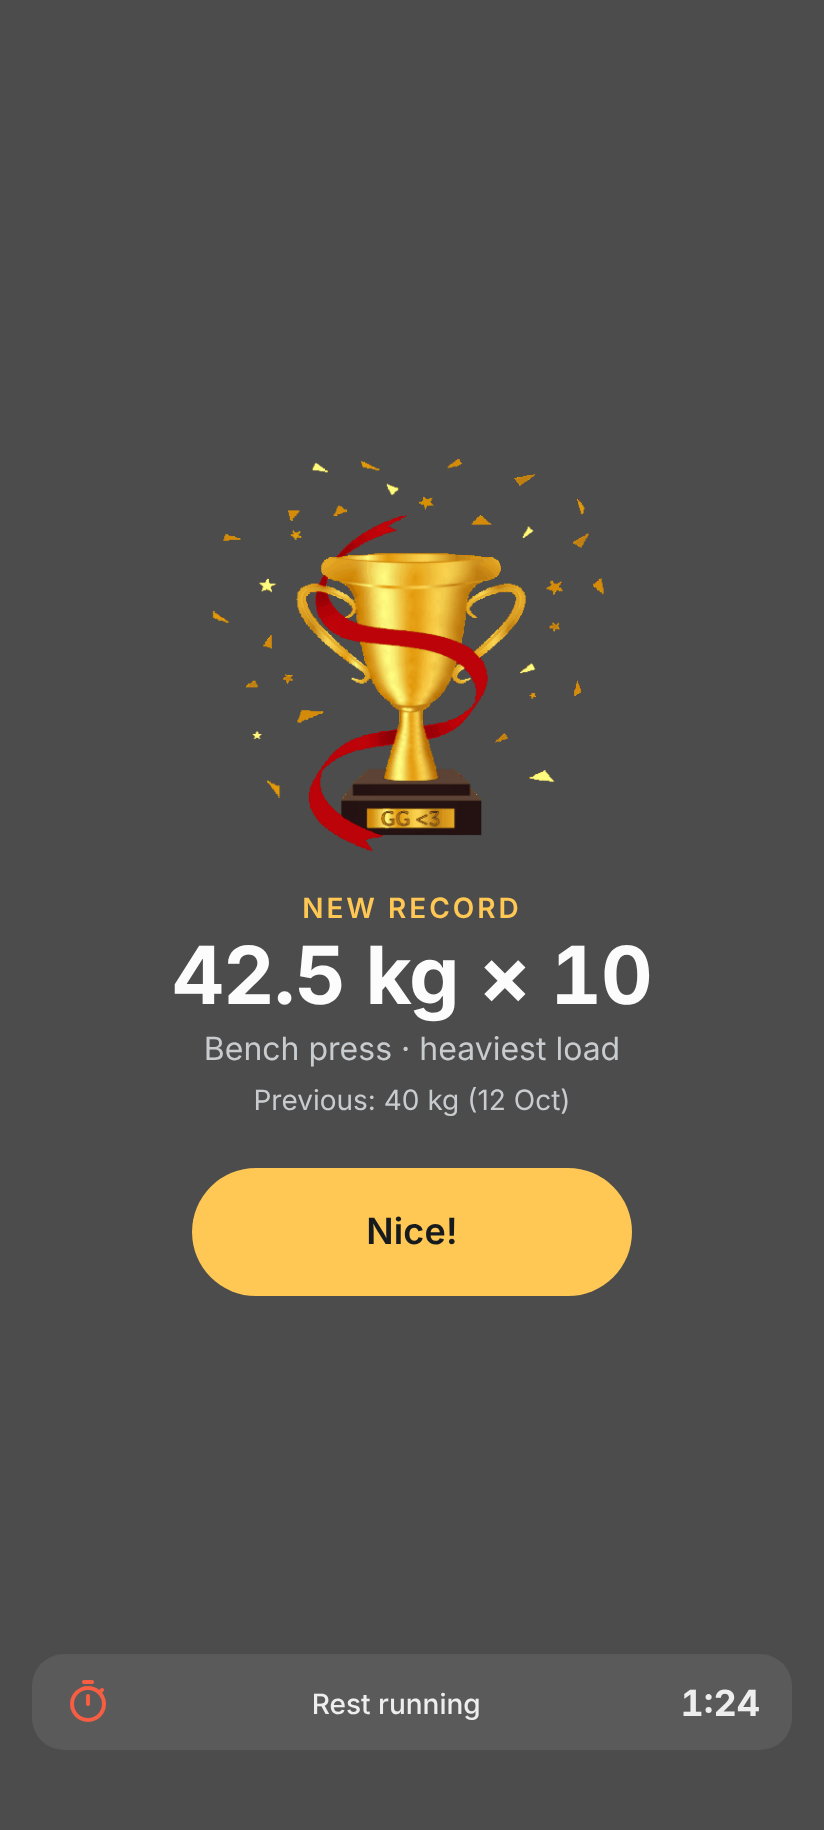 GG <3
NEW RECORD
42.5 kg × 10
Bench press · heaviest load
Previous: 40 kg (12 Oct)
Nice!
Rest running
1:24